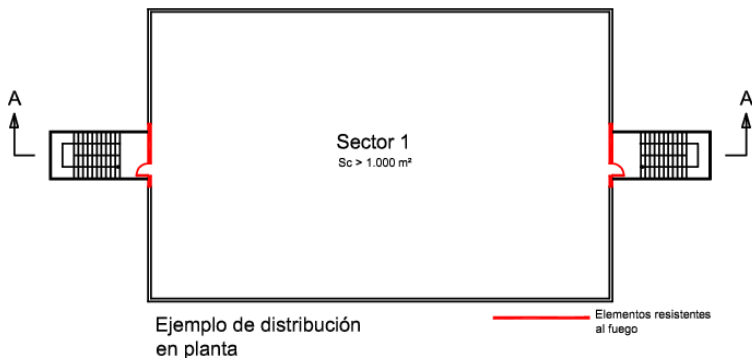 A
A
Sector 1
Sc > 1.000 m²
Ejemplo de distribución
en planta
Elementos resistentes
al fuego